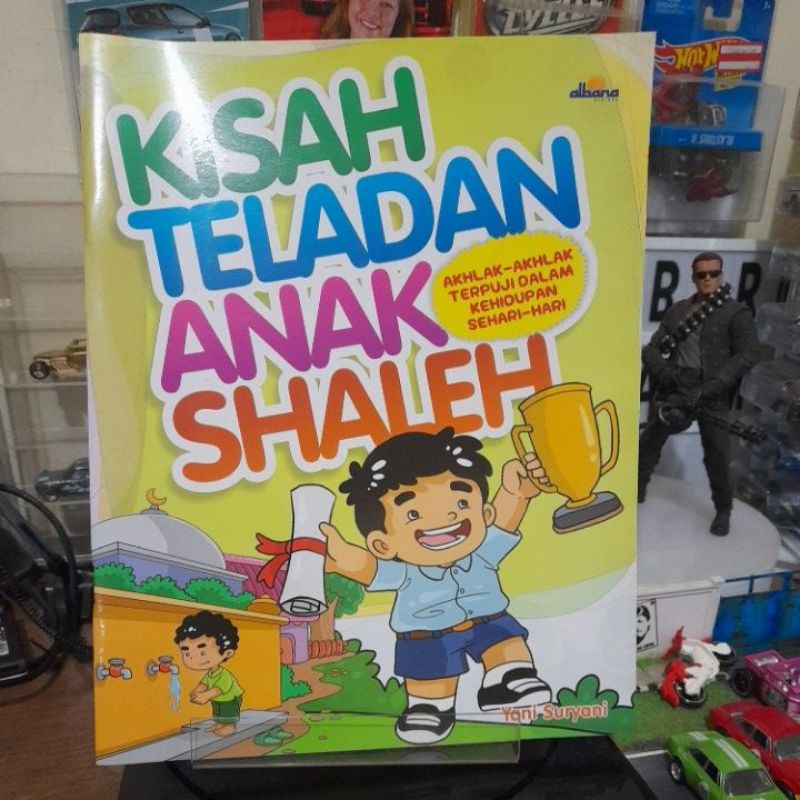 albana
KISAH
TELADAN
ANAK
SHALEH
AKHLAK-AKHLAK
TERPUJI DALAM
KEHIDUPAN
SEHARI-HARI
Yani Suryani